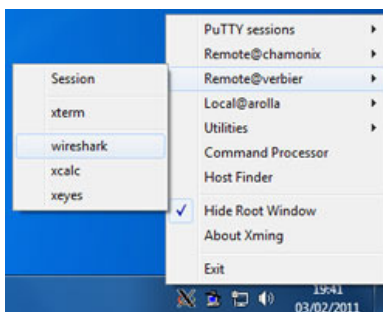 PuTTY sessions
Remote@chamonix
Remote@verbier
Local@arolla
Utilities
Command Processor
Host Finder
Hide Root Window
About Xming
Exit
Session
xterm
wireshark
xcalc
xeyes
19:41
03/02/2011